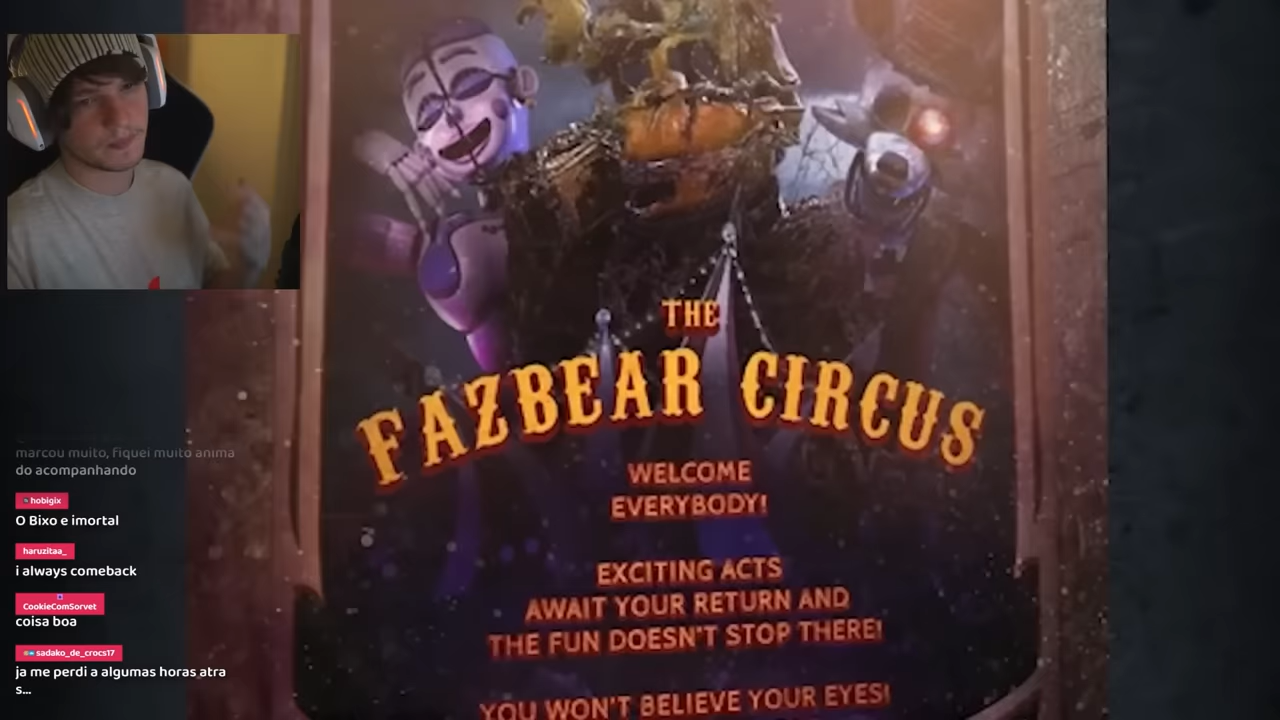 THE
FAZBEAR CIRCUS
WELCOME
EVERYBODY!
EXCITING ACTS
AWAIT YOUR RETURN AND
THE FUN DOESN'T STOP THERE!
YOU WON'T BELIEVE YOUR EYES!
marcou muito, fiquei muito anima
do acompanhando
hobigix
O Bixo e imortal
haruzitaa_
i always comeback
CookieComSorvet
coisa boa
sadako_de_crocs17
ja me perdi a algumas horas atra
s...